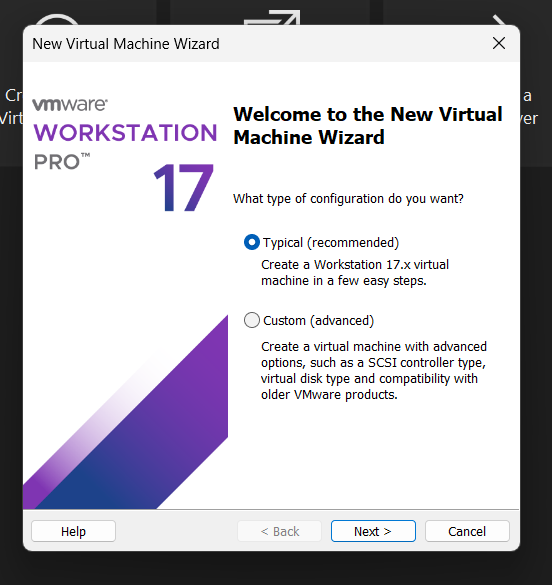 New Virtual Machine Wizard
Cr
a
Virt
ver
vmware®
WORKSTATION
PRO™
17
Welcome to the New Virtual
Machine Wizard
What type of configuration do you want?
Typical (recommended)
Create a Workstation 17.x virtual
machine in a few easy steps.
Custom (advanced)
Create a virtual machine with advanced
options, such as a SCSI controller type,
virtual disk type and compatibility with
older VMware products.
Help
< Back
Next >
Cancel